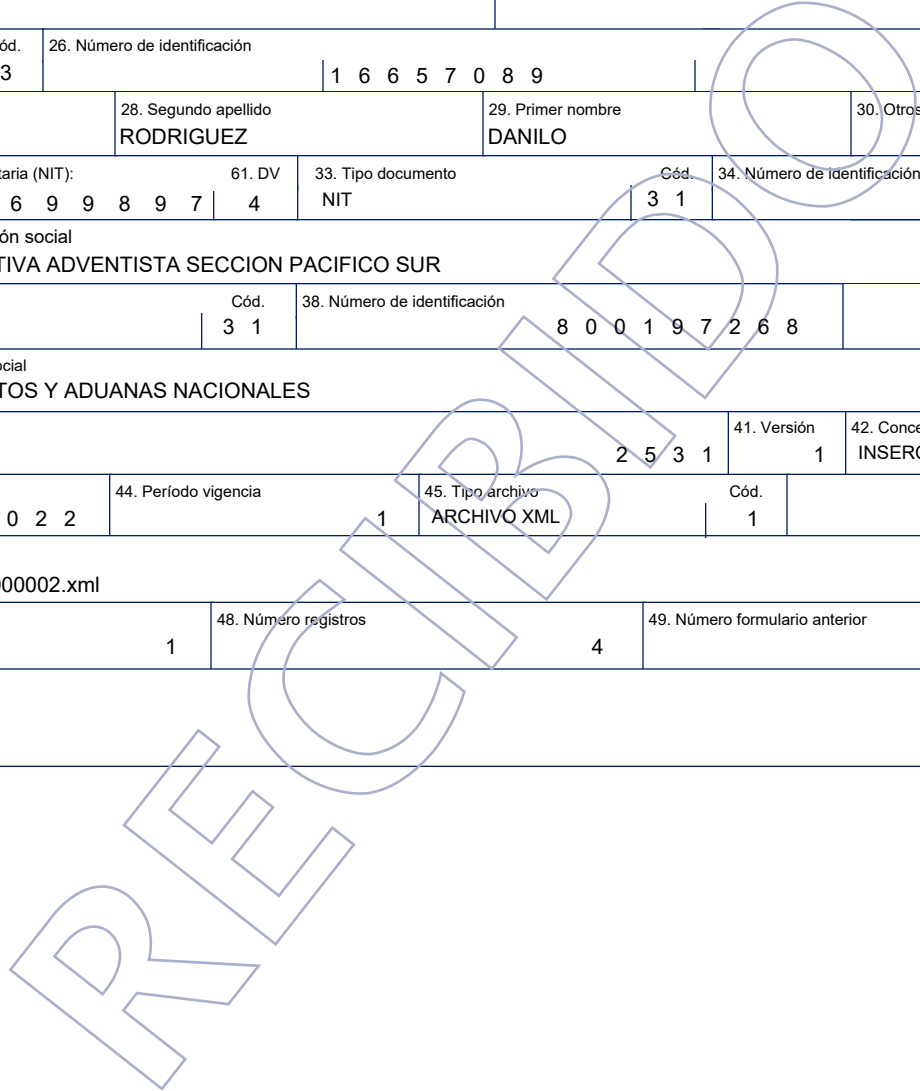 ód. 26. Número de identificación
3 1 6 6 5 7 0 8 9
28. Segundo apellido 29. Primer nombre 30. Otros
RODRIGUEZ DANILO
taria (NIT): 61. DV 33. Tipo documento Cód. 34. Número de identificación
6 9 9 8 9 7 4 NIT 3 1
ón social
TIVA ADVENTISTA SECCION PACIFICO SUR
Cód. 38. Número de identificación
3 1 8 0 0 1 9 7 2 6 8
ocial
TOS Y ADUANAS NACIONALES
41. Versión 42. Conce
2 5 3 1 1 INSERC
44. Período vigencia 45. Tipo archivo Cód.
0 2 2 1 ARCHIVO XML 1
000002.xml
48. Número registros 49. Número formulario anterior
1 4
RECIBIDO